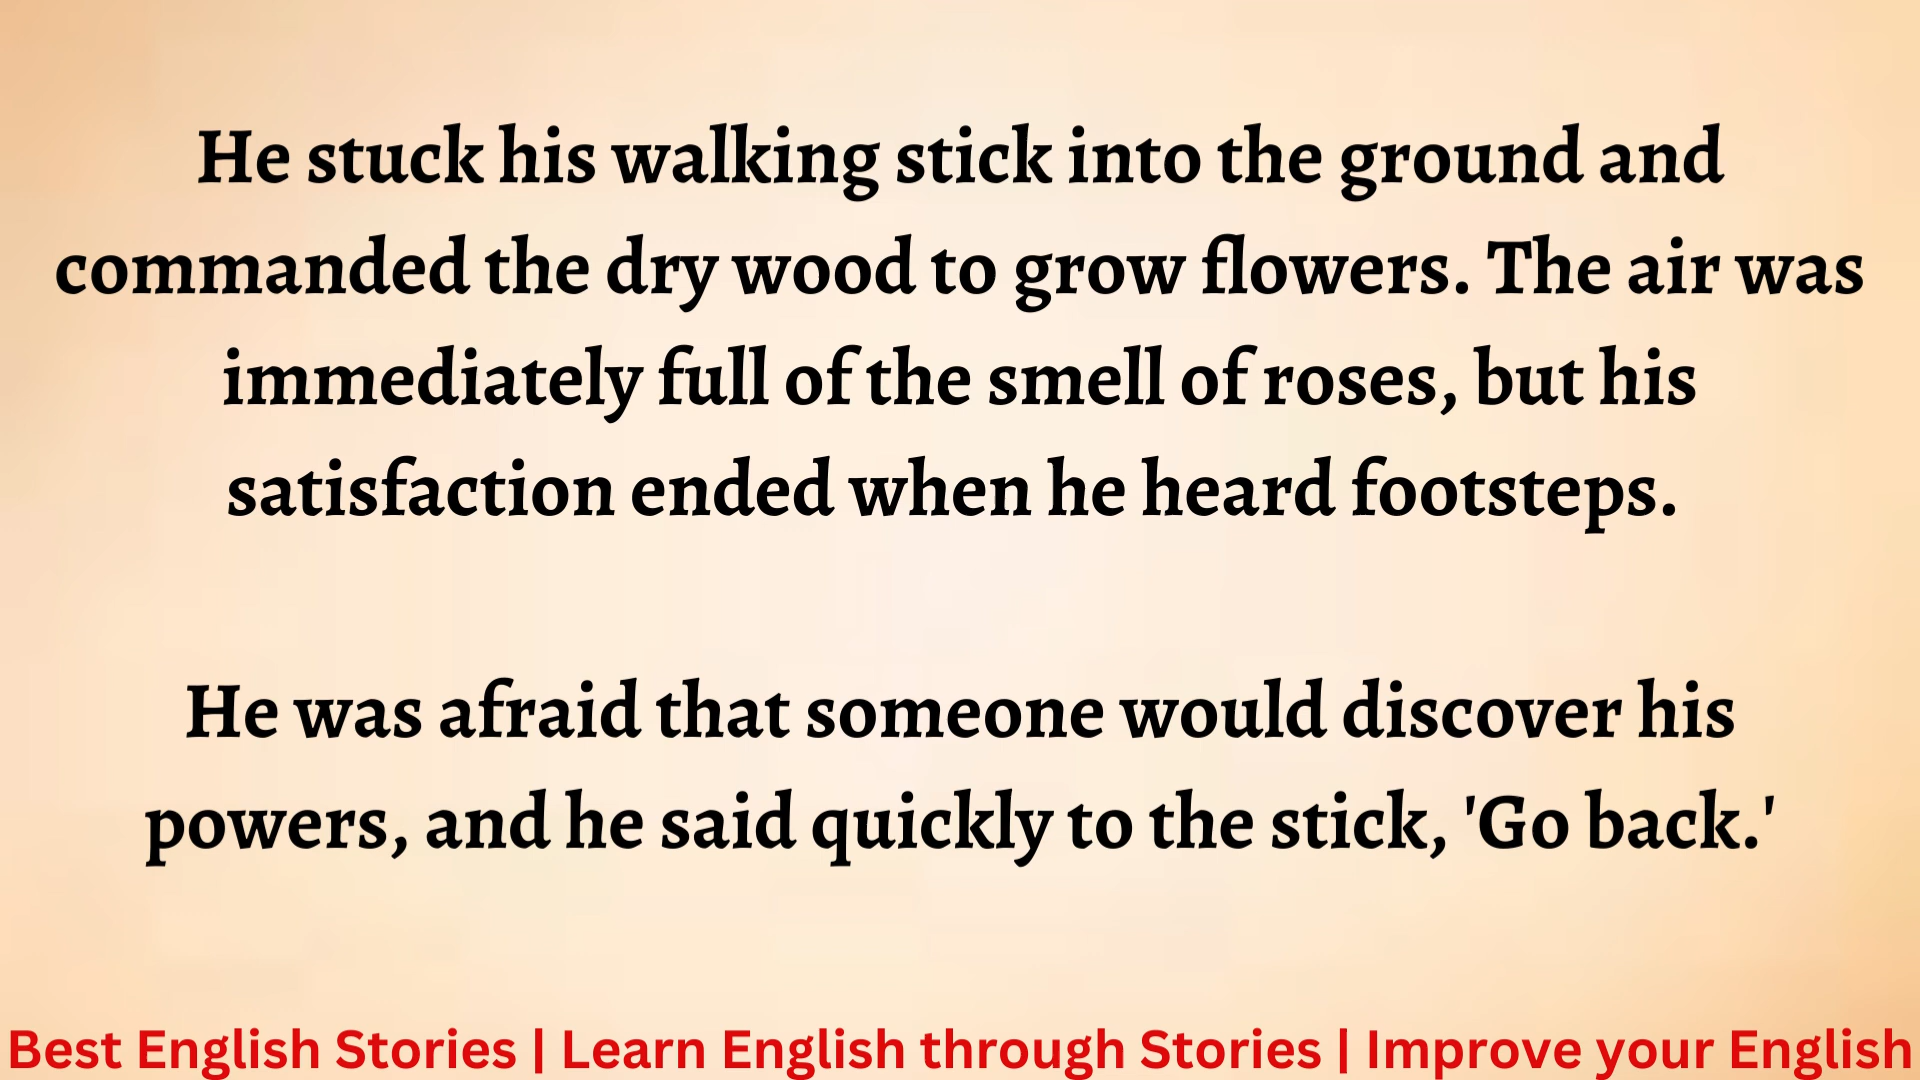 He stuck his walking stick into the ground and
commanded the dry wood to grow flowers. The air was
immediately full of the smell of roses, but his
satisfaction ended when he heard footsteps.
He was afraid that someone would discover his
powers, and he said quickly to the stick, 'Go back.'
Best English Stories | Learn English through Stories | Improve your English